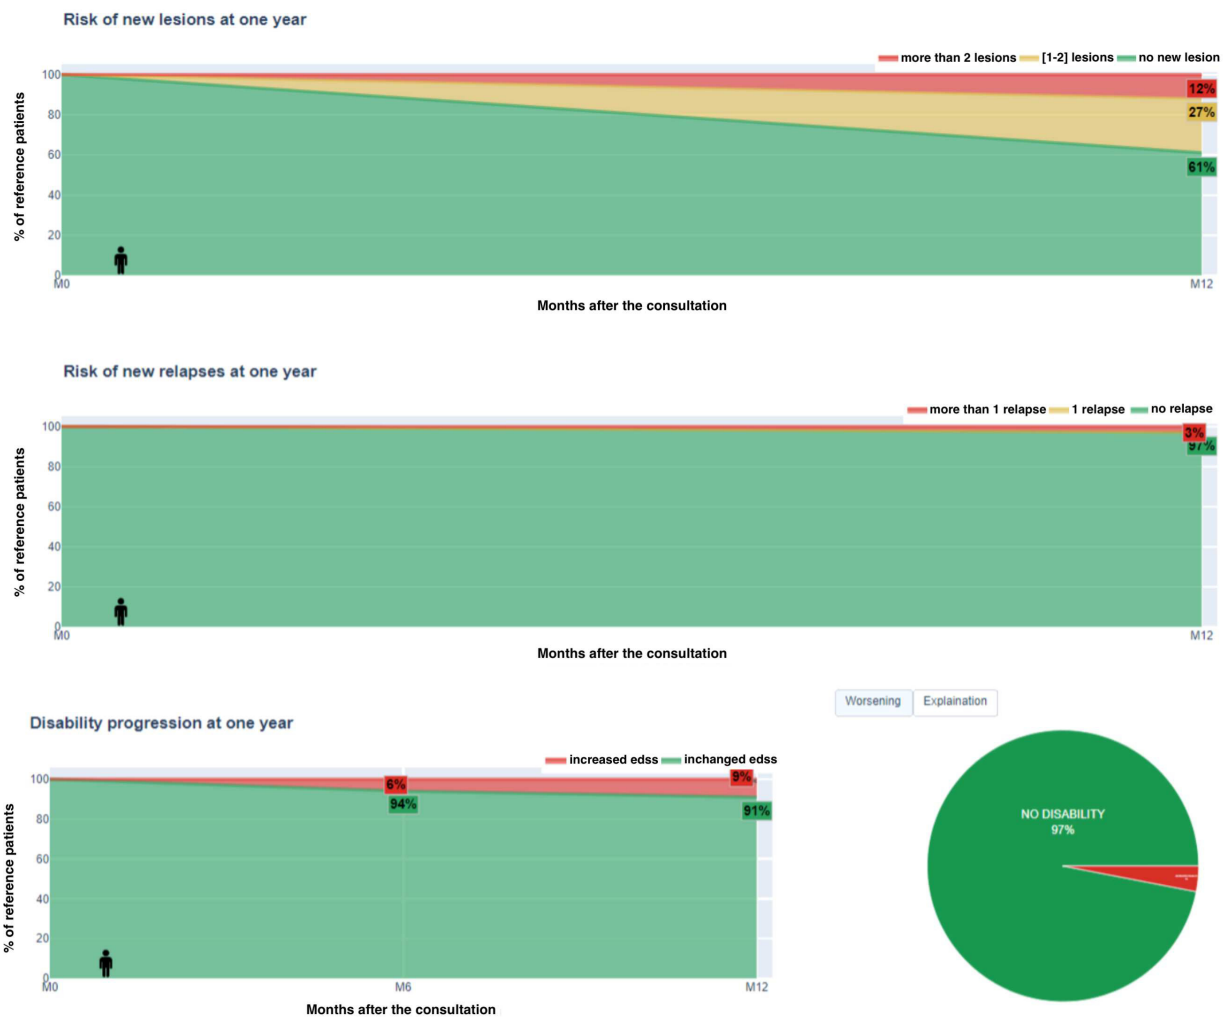 Risk of new lesions at one year
more than 2 lesions [1-2] lesions no new lesion
100
80
60
40
20
0
% of reference patients
12%
27%
61%
M0 M12
Months after the consultation
Risk of new relapses at one year
more than 1 relapse 1 relapse no relapse
100
80
60
40
20
0
% of reference patients
3%
97%
M0 M12
Months after the consultation
Disability progression at one year
increased edss inchanged edss
100
80
60
40
20
0
% of reference patients
6%
94%
9%
91%
M0 M6 M12
Months after the consultation
Worsening Explaination
NO DISABILITY
97%